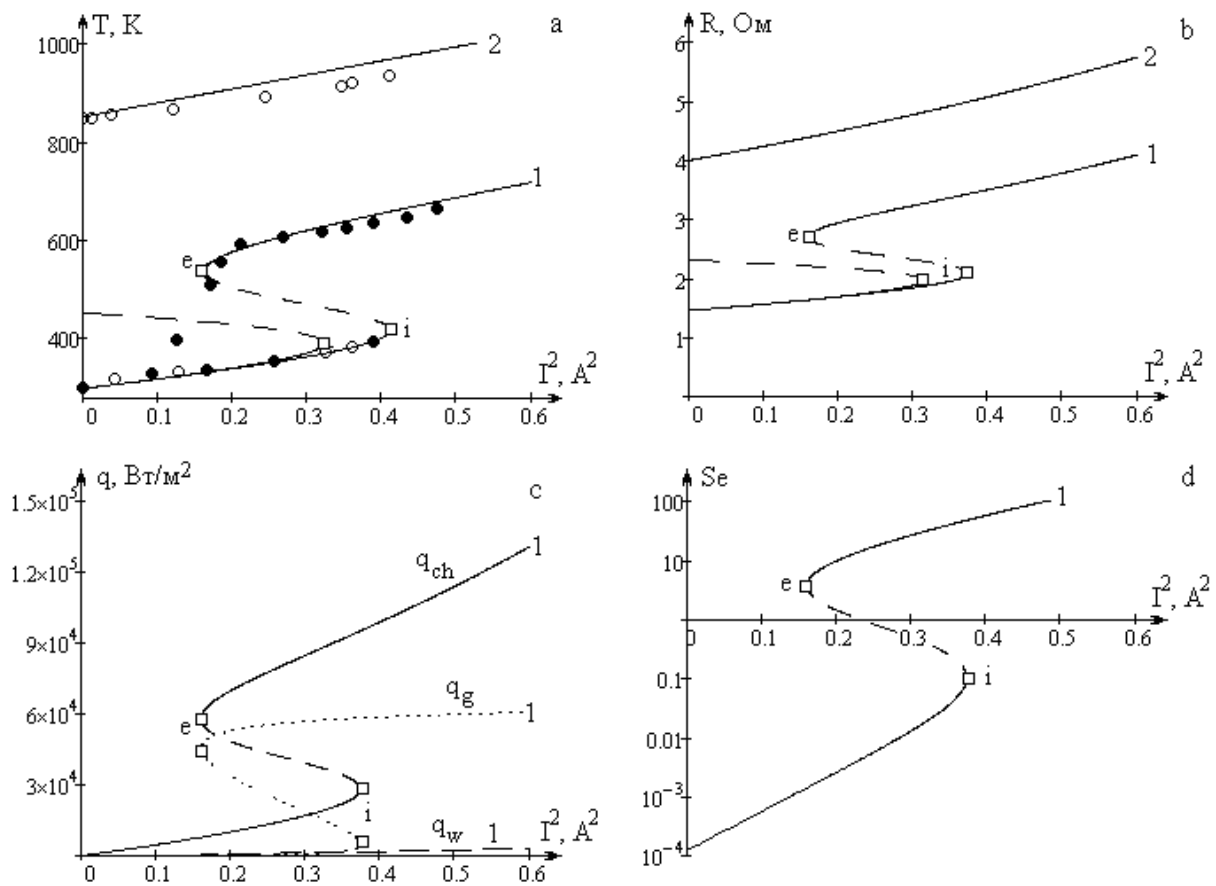 T, K
a
1000
2
800
600
1
e
400
i
I², A²
0
0.1
0.2
0.3
0.4
0.5
0.6
R, Ом
b
6
2
5
4
1
3
e
i
2
1
I², A²
0
0.1
0.2
0.3
0.4
0.5
0.6
q, Вт/м²
c
1.5×10⁵
1
1.2×10⁵
q_ch
9×10⁴
q_g
6×10⁴
1
e
3×10⁴
i
q_w
1
I², A²
0
0.1
0.2
0.3
0.4
0.5
0.6
Se
d
100
1
10
e
I², A²
0
0.1
0.2
0.3
0.4
0.5
0.6
0.1
i
0.01
10⁻³
10⁻⁴